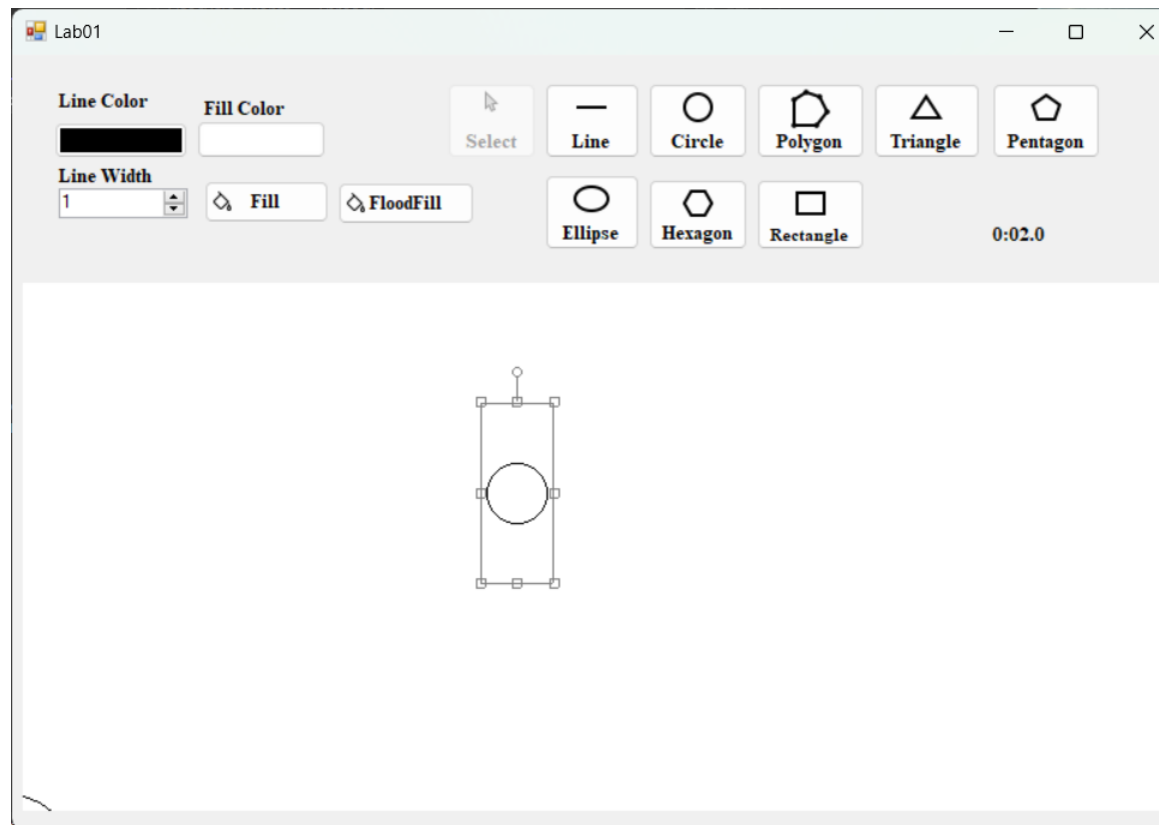 Lab01
Line Color
Fill Color
Select
Line
Circle
Polygon
Triangle
Pentagon
Line Width
1
Fill
FloodFill
Ellipse
Hexagon
Rectangle
0:02.0